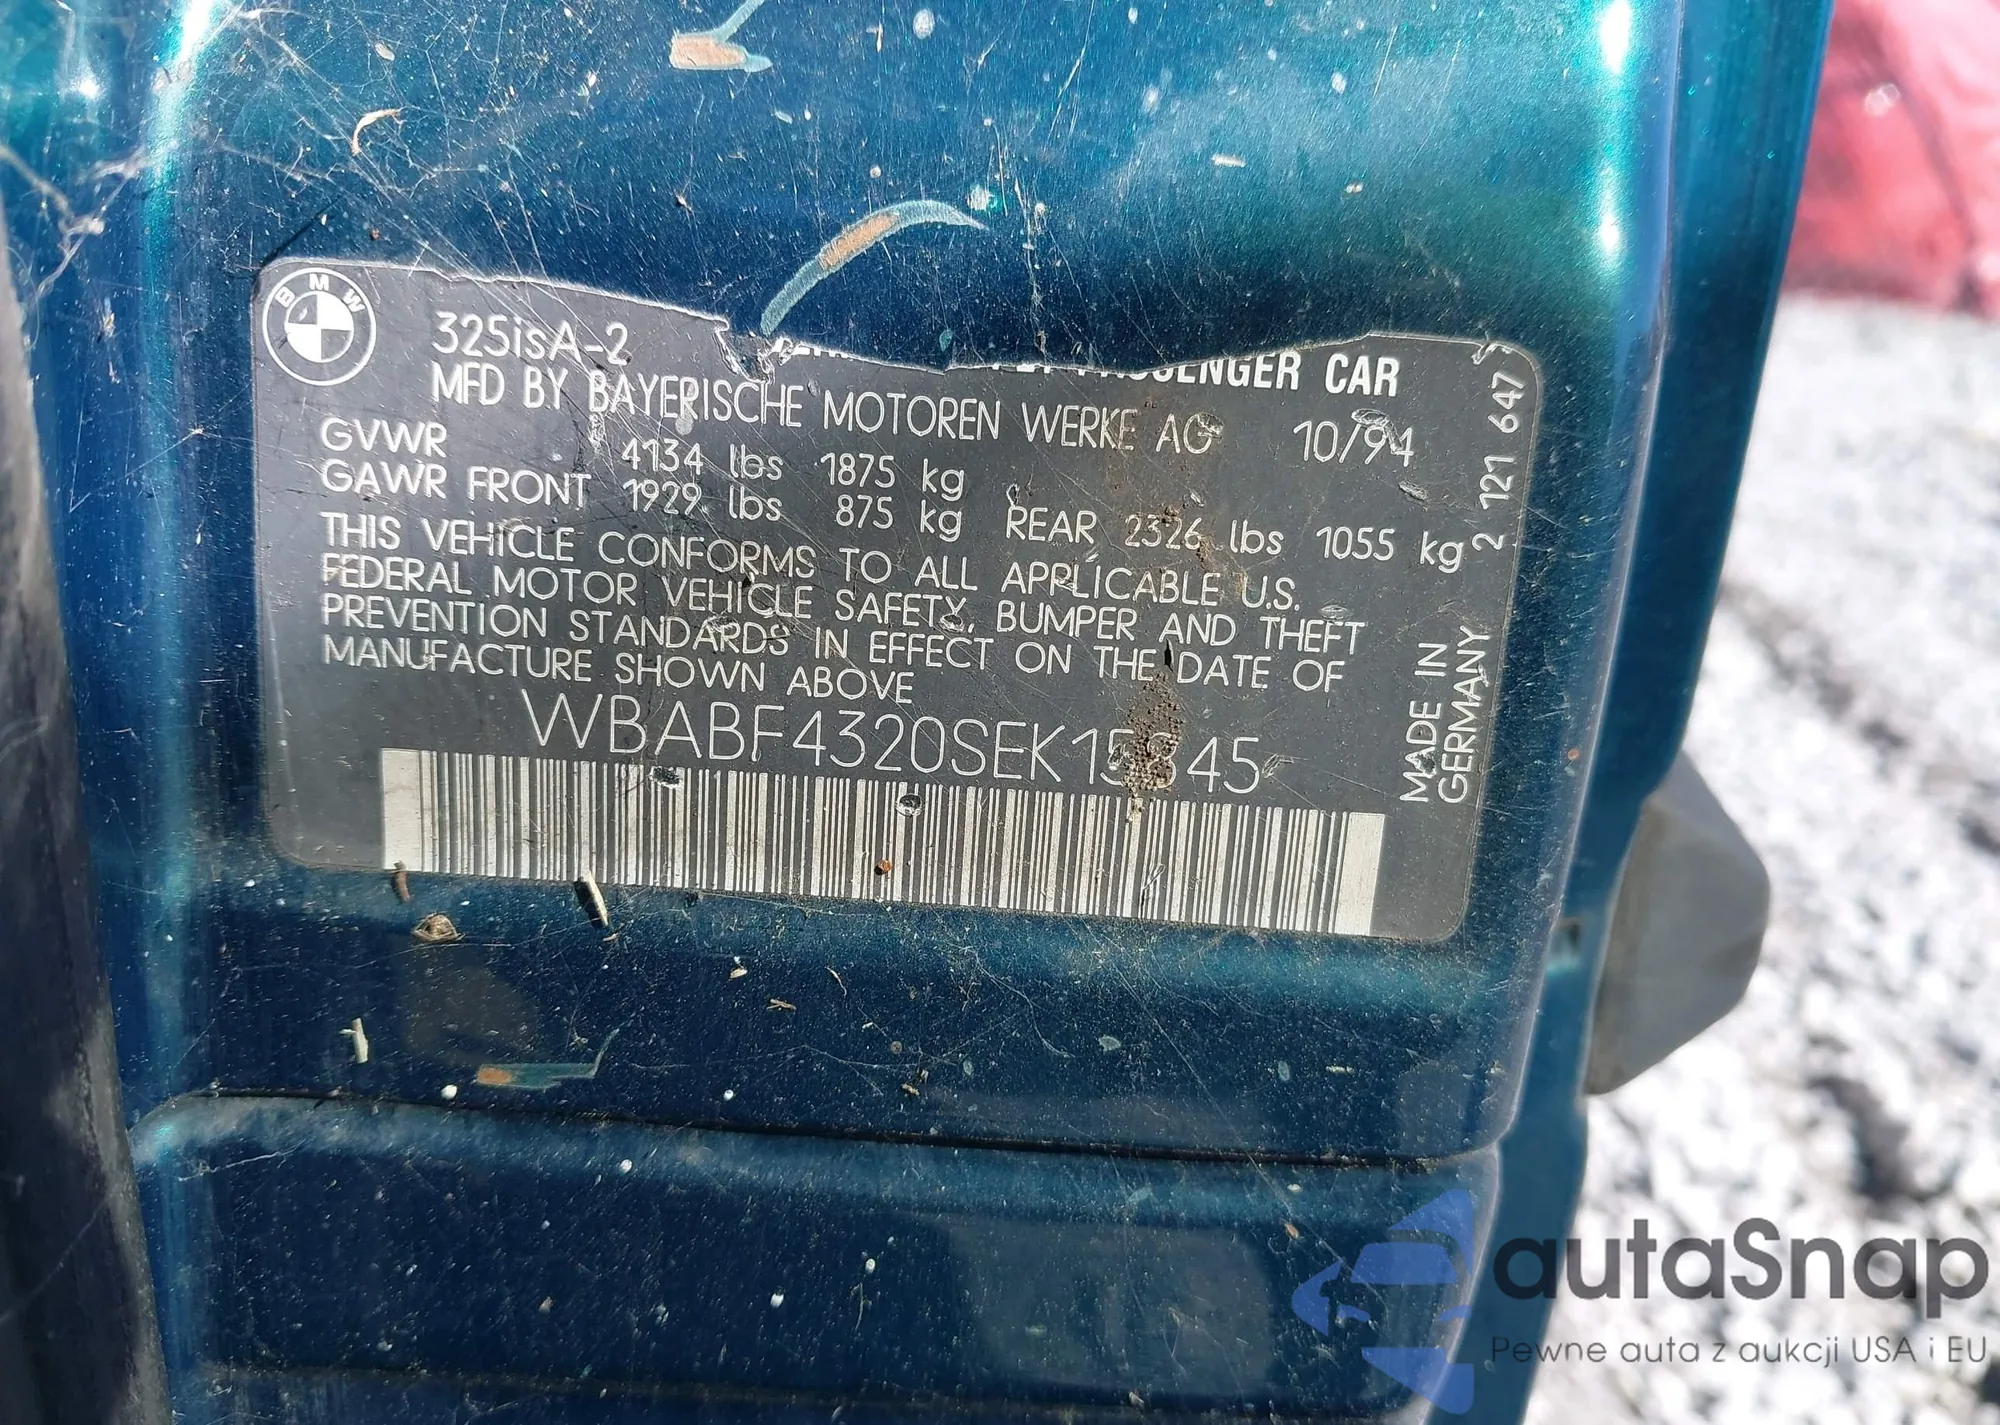 BMW
325isA-2
PASSENGER CAR
MFD BY BAYERISCHE MOTOREN WERKE AG 10/94
GVWR 4134 lbs 1875 kg
GAWR FRONT 1929 lbs 875 kg REAR 2326 lbs 1055 kg
THIS VEHICLE CONFORMS TO ALL APPLICABLE U.S.
FEDERAL MOTOR VEHICLE SAFETY, BUMPER AND THEFT
PREVENTION STANDARDS IN EFFECT ON THE DATE OF
MANUFACTURE SHOWN ABOVE
WBABF4320SEK15845
2 121 647
MADE IN
GERMANY
autaSnap
Pewne auta z aukcji USA i EU